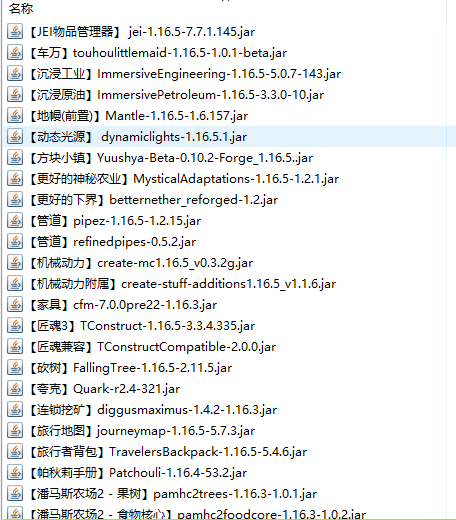 名称
【JEI物品管理器】 jei-1.16.5-7.7.1.145.jar
【车万】touhoulittlemaid-1.16.5-1.0.1-beta.jar
【沉浸工业】ImmersiveEngineering-1.16.5-5.0.7-143.jar
【沉浸原油】ImmersivePetroleum-1.16.5-3.3.0-10.jar
【地幔(前置)】Mantle-1.16.5-1.6.157.jar
【动态光源】 dynamiclights-1.16.5.1.jar
【方块小镇】Yuushya-Beta-0.10.2-Forge_1.16.5..jar
【更好的神秘农业】MysticalAdaptations-1.16.5-1.2.1.jar
【更好的下界】betternether_reforged-1.2.jar
【管道】pipez-1.16.5-1.2.15.jar
【管道】refinedpipes-0.5.2.jar
【机械动力】create-mc1.16.5_v0.3.2g.jar
【机械动力附属】create-stuff-additions1.16.5_v1.1.6.jar
【家具】cfm-7.0.0pre22-1.16.3.jar
【匠魂3】TConstruct-1.16.5-3.3.4.335.jar
【匠魂兼容】TConstructCompatible-2.0.0.jar
【砍树】FallingTree-1.16.5-2.11.5.jar
【夸克】Quark-r2.4-321.jar
【连锁挖矿】diggusmaximus-1.4.2-1.16.3.jar
【旅行地图】journeymap-1.16.5-5.7.3.jar
【旅行者背包】TravelersBackpack-1.16.5-5.4.6.jar
【帕秋莉手册】Patchouli-1.16.4-53.2.jar
【潘马斯农场2 - 果树】pamhc2trees-1.16.3-1.0.1.jar
【潘马斯农场2 - 食物核心】pamhc2foodcore-1.16.3-1.0.2.jar